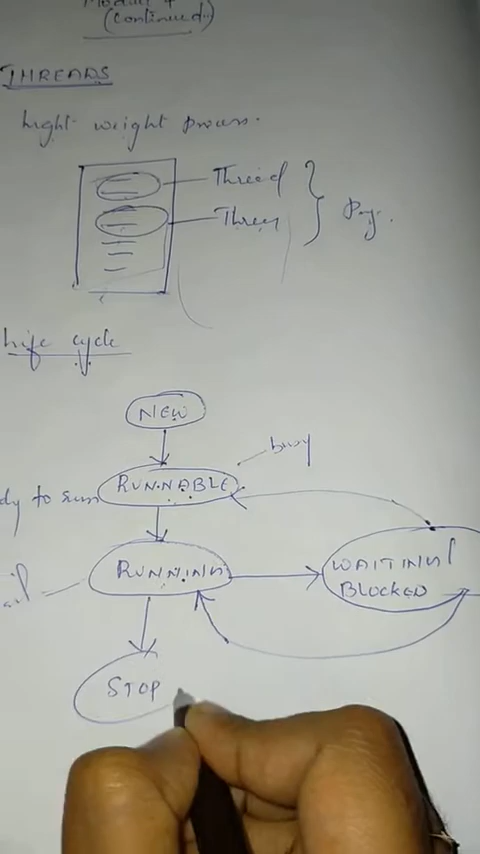 (Continued)
THREADS
light weight process.
Thread
Thread
life cycle
NEW
busy
RUNNABLE
dy to run
RUNNING
WAITING/
BLOCKED
STOP